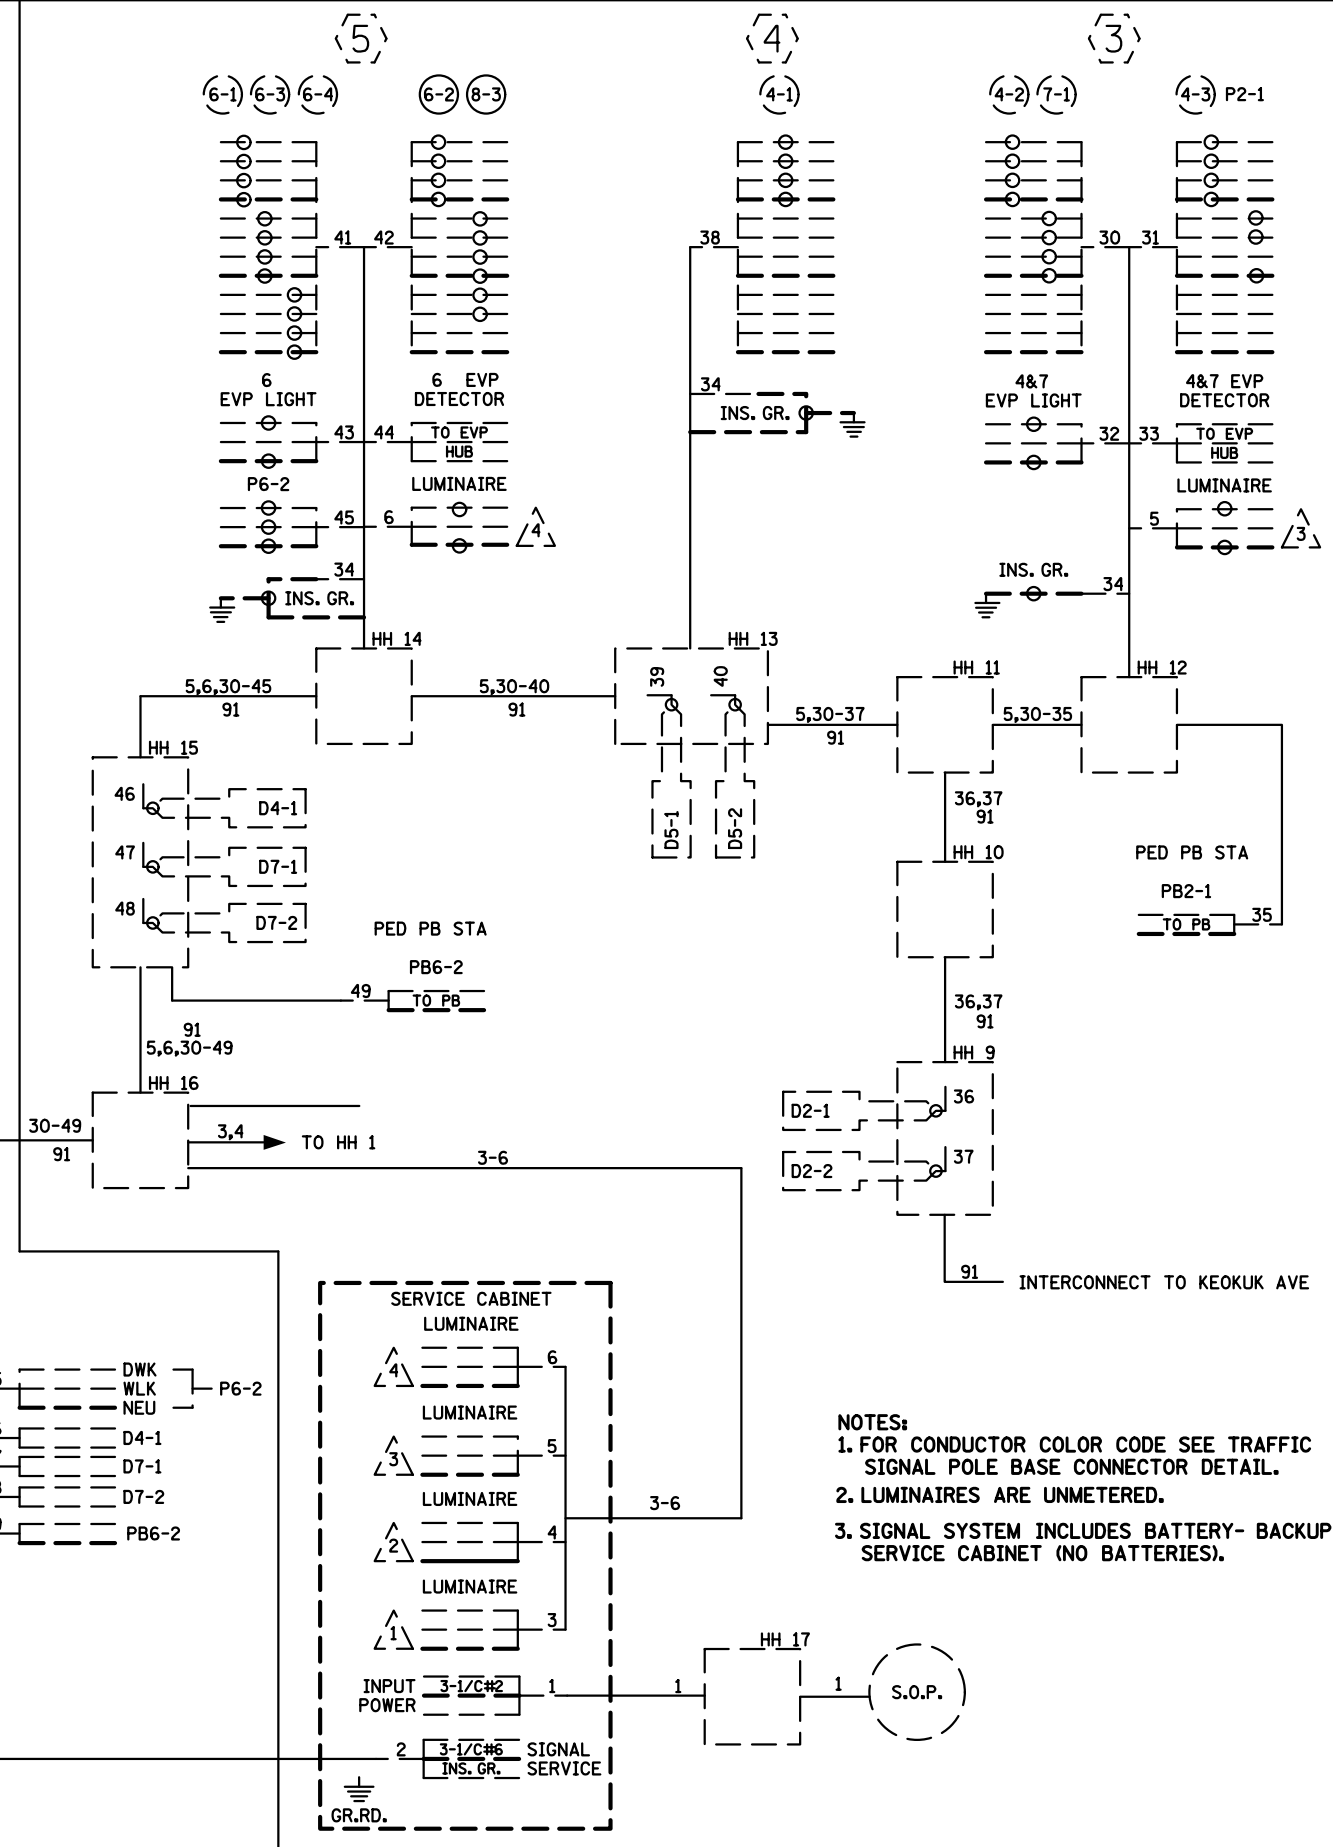 5
4
3
6-1 6-3 6-4
6-2 8-3
4-1
4-2 7-1
4-3 P2-1
41 42
38
30 31
6
EVP LIGHT
6 EVP
DETECTOR
34
INS. GR.
4&7
EVP LIGHT
4&7 EVP
DETECTOR
43 44
TO EVP
HUB
32 33
TO EVP
HUB
P6-2
LUMINAIRE
LUMINAIRE
45 6
4
5
3
34
INS. GR.
INS. GR.
34
HH 14
HH 13
HH 11
HH 12
5,6,30-45
91
5,30-40
91
39
40
5,30-37
91
5,30-35
HH 15
46
D4-1
47
D7-1
48
D7-2
D5-1
D5-2
36,37
91
HH 10
PED PB STA
PB2-1
TO PB
35
PED PB STA
PB6-2
49
TO PB
36,37
91
91
5,6,30-49
HH 9
HH 16
D2-1
36
30-49
91
3,4
TO HH 1
3-6
D2-2
37
91
INTERCONNECT TO KEOKUK AVE
SERVICE CABINET
LUMINAIRE
4
6
DWK
WLK
NEU
P6-2
LUMINAIRE
3
5
D4-1
D7-1
D7-2
PB6-2
LUMINAIRE
2
4
3-6
LUMINAIRE
1
3
NOTES:
1. FOR CONDUCTOR COLOR CODE SEE TRAFFIC
SIGNAL POLE BASE CONNECTOR DETAIL.
2. LUMINAIRES ARE UNMETERED.
3. SIGNAL SYSTEM INCLUDES BATTERY- BACKUP
SERVICE CABINET (NO BATTERIES).
INPUT
POWER
3-1/C#2
1
1
HH 17
1
S.O.P.
2
3-1/C#6
INS. GR.
SIGNAL
SERVICE
GR.RD.